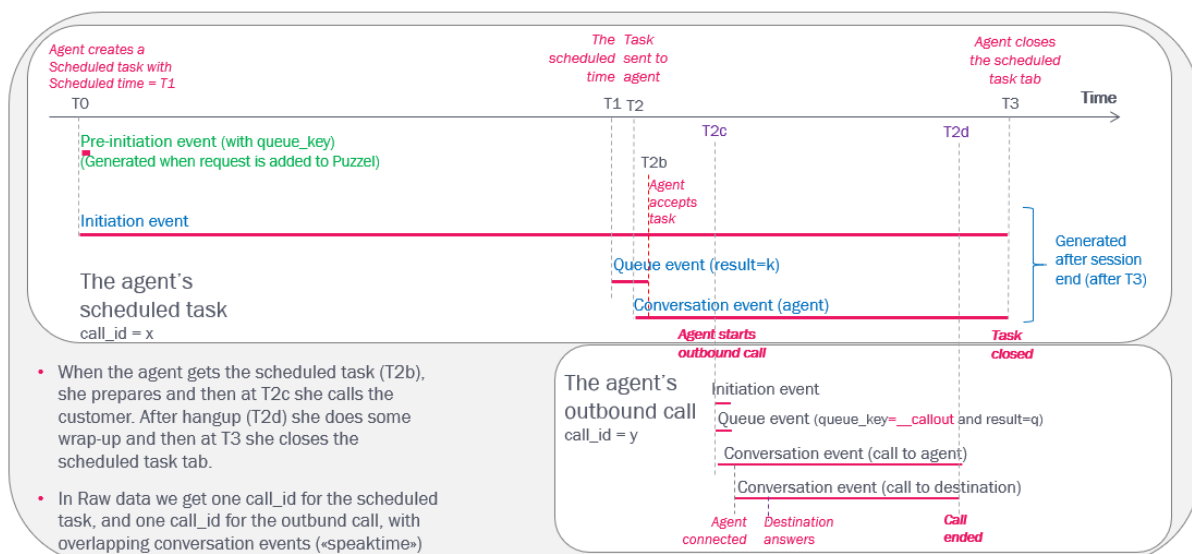 Agent creates a
Scheduled task with
Scheduled time = T1
The
scheduled
time
Task
sent to
agent
Agent closes
the scheduled
task tab
T0
T1
T2
T3
Time
T2c
T2d
Pre-initiation event (with queue_key)
(Generated when request is added to Puzzel)
T2b
Agent
accepts
task
Initiation event
Generated
after session
end (after T3)
Queue event (result=k)
The agent's
scheduled task
call_id = x
Conversation event (agent)
Agent starts
outbound call
Task
closed
• When the agent gets the scheduled task (T2b),
she prepares and then at T2c she calls the
customer. After hangup (T2d) she does some
wrap-up and then at T3 she closes the
scheduled task tab.
• In Raw data we get one call_id for the scheduled
task, and one call_id for the outbund call, with
overlapping conversation events («speaktime»)
The agent's
outbound call
call_id = y
Initiation event
Queue event (queue_key=__callout and result=q)
Conversation event (call to agent)
Conversation event (call to destination)
Agent
connected
Destination
answers
Call
ended